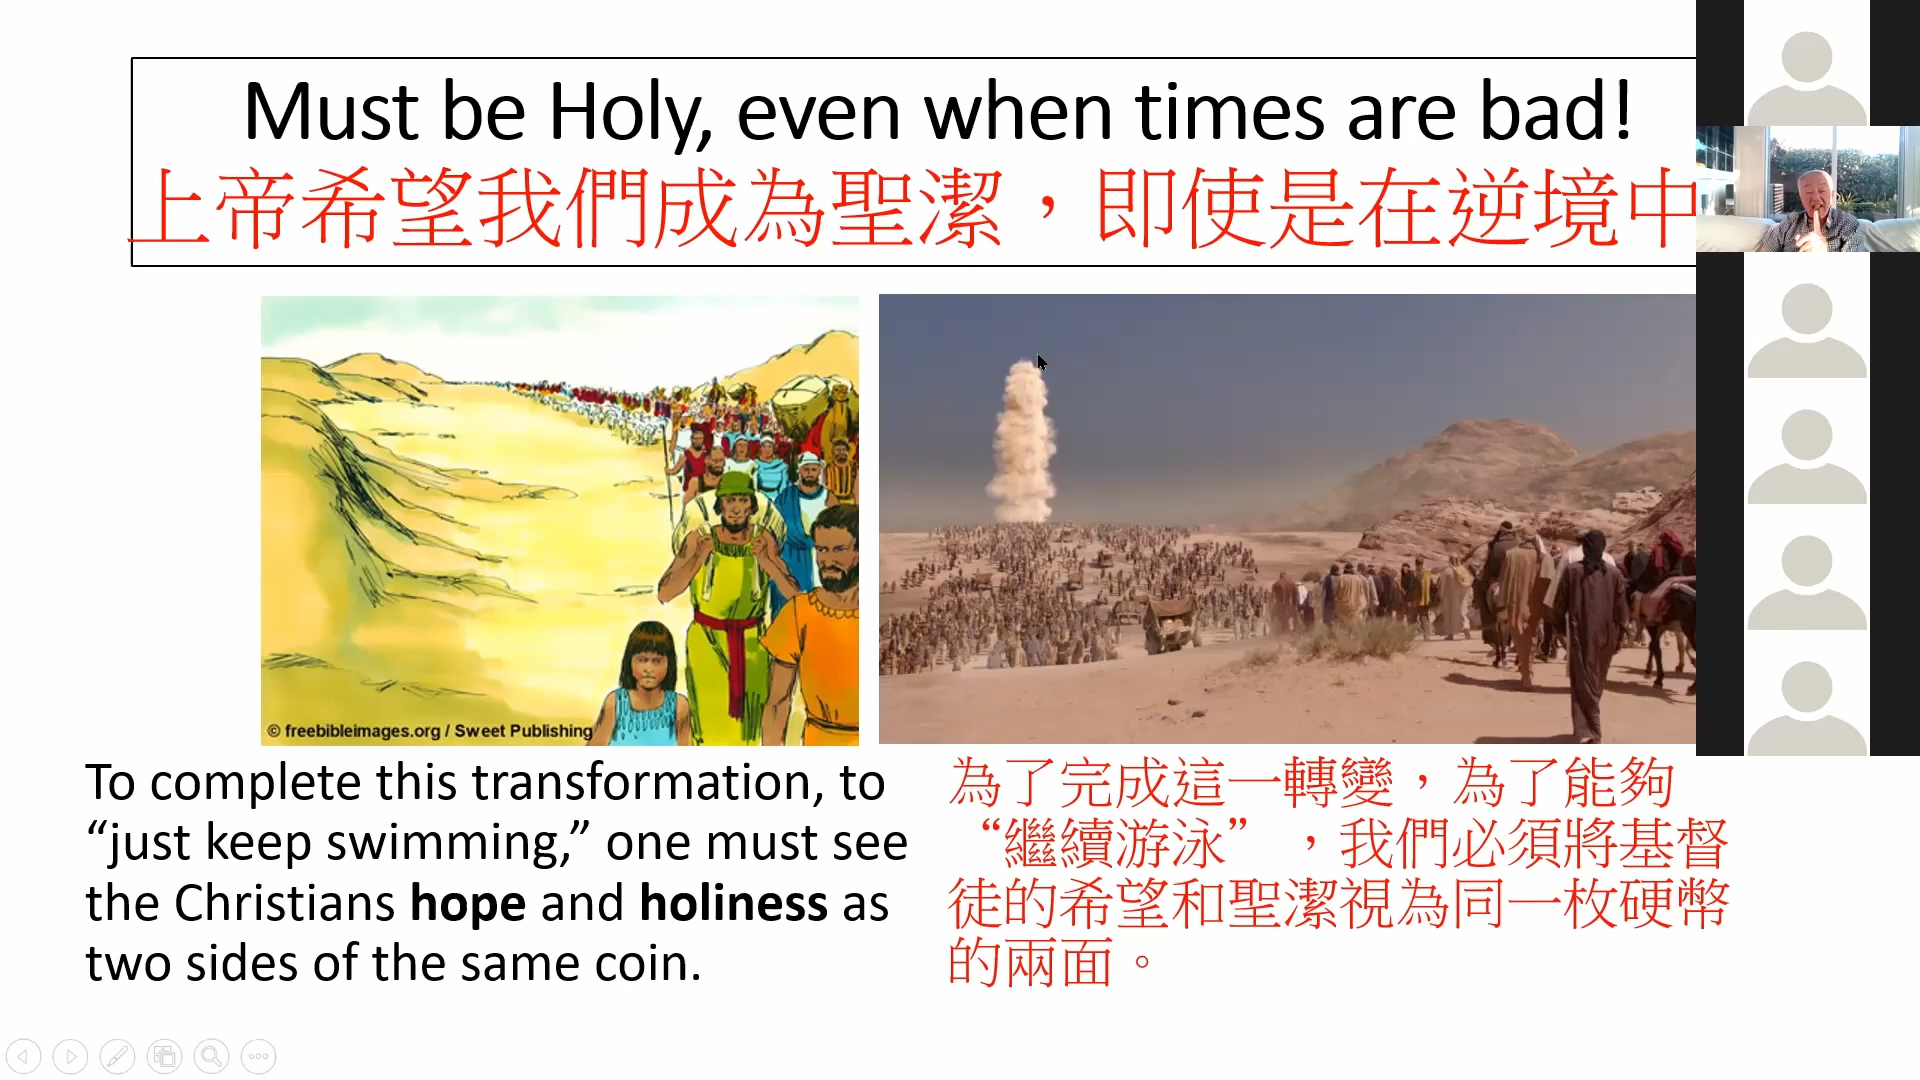 Must be Holy, even when times are bad!
上帝希望我們成為聖潔，即使是在逆境中
© freebibleimages.org / Sweet Publishing
To complete this transformation, to
“just keep swimming,” one must see
the Christians hope and holiness as
two sides of the same coin.
為了完成這一轉變，為了能夠
“繼續游泳”，我們必須將基督
徒的希望和聖潔視為同一枚硬幣
的兩面。